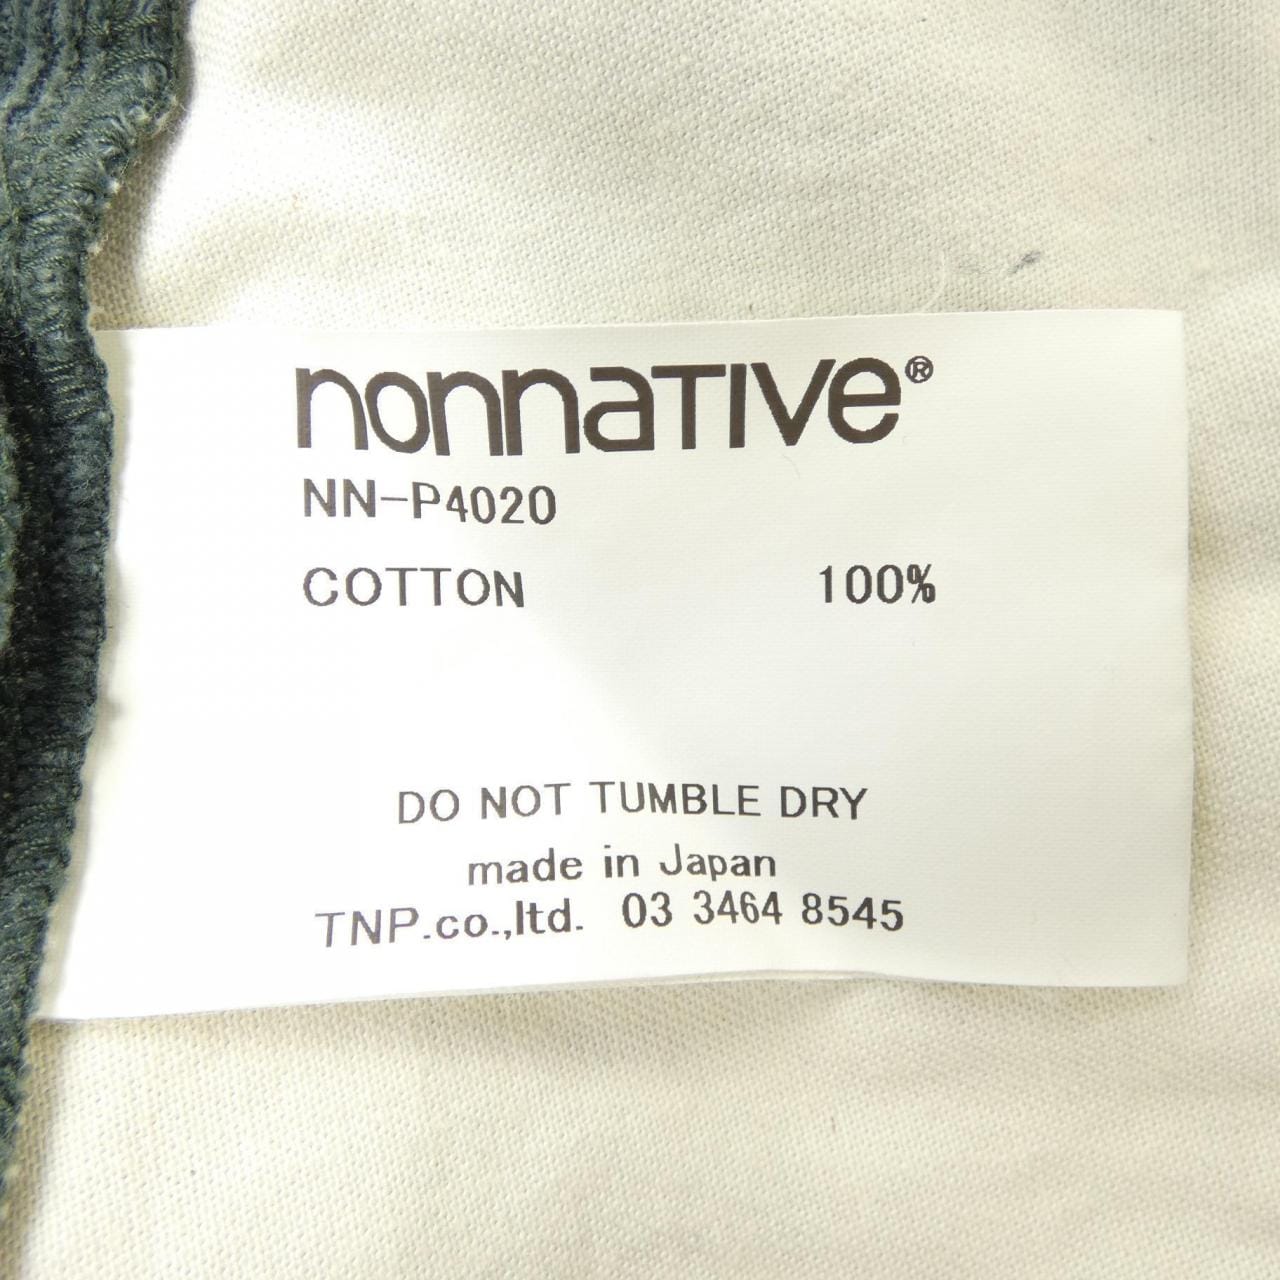 nonnative®
NN-P4020
COTTON 100%
DO NOT TUMBLE DRY
made in Japan
TNP.co.,ltd. 03 3464 8545